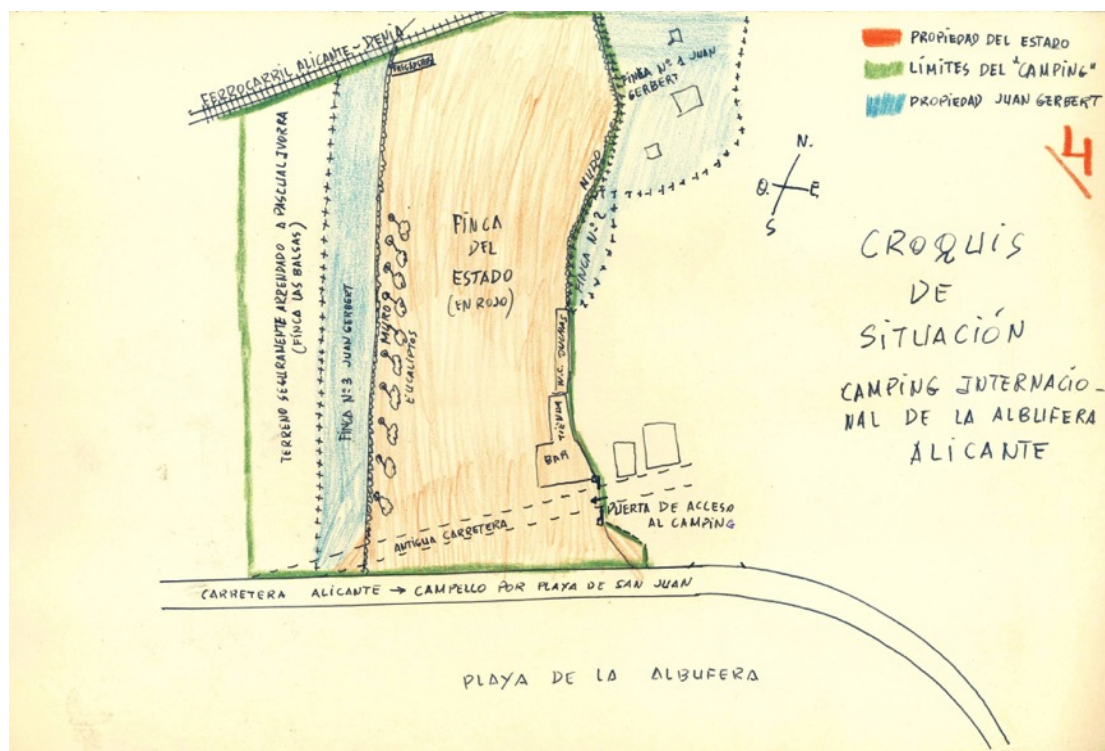 FERROCARRIL ALICANTE-DENIA
FREGADEROS
FINCA Nº 1 JUAN
GERBERT
PROPIEDAD DEL ESTADO
LÍMITES DEL "CAMPING"
PROPIEDAD JUAN GERBERT
4
N.
O. E.
S
CROQUIS
DE
SITUACIÓN
CAMPING INTERNACIO-
NAL DE LA ALBUFERA
ALICANTE
TERRENO SEGURAMENTE ARRENDADO A PASCUAL IVORRA
(FINCA LAS BALSAS)
FINCA Nº 3 JUAN GERBERT
MURO
EUCALIPTOS
FINCA
DEL
ESTADO
(EN ROJO)
MURO
FINCA Nº 2
W.C. DUCHAS
TIENDA
BAR
PUERTA DE ACCESO
AL CAMPING
ANTIGUA CARRETERA
CARRETERA ALICANTE → CAMPELLO POR PLAYA DE SAN JUAN
PLAYA DE LA ALBUFERA